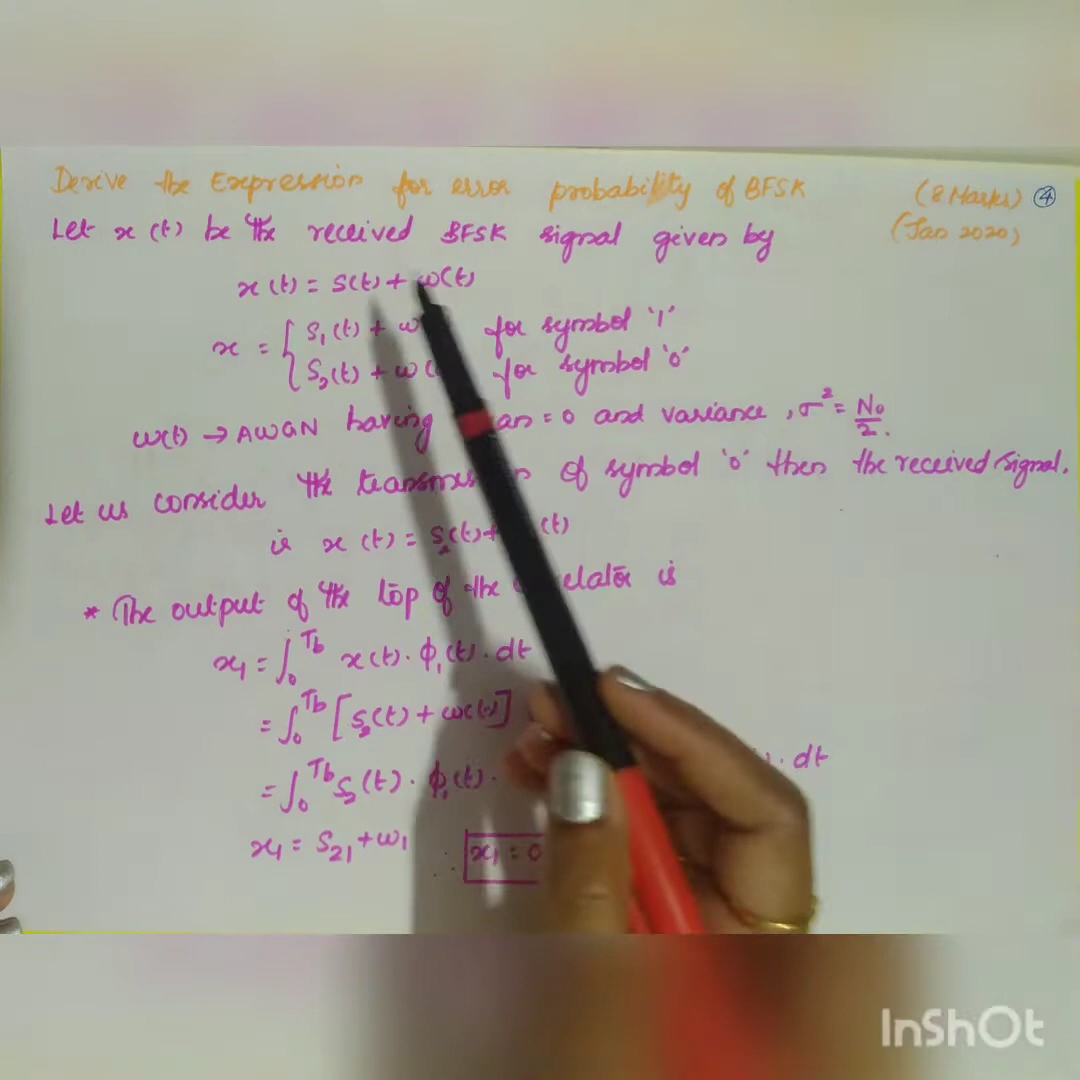 Derive the Expression for error probability of BFSK (8 Marks) ④
Let x(t) be the received BFSK signal given by (Jan 2020)
x(t) = s(t) + w(t)
x = { S₁(t) + w for symbol '1'
S₂(t) + w( for symbol '0'
w(t) → AWGN having an = 0 and variance, σ² = N₀/2.
Let us consider the of symbol '0' then the received signal.
is x(t) = s₂(t) + (t)
* The output of the top of the elator is
x₁ = ∫₀^Tb x(t) · ϕ₁(t) · dt
= ∫₀^Tb [s₂(t) + w(t)]
= ∫₀^Tb S₂(t) · ϕ₁(t) · · dt
x₁ = S₂₁ + w₁ ∴ x₁ = 0
InShOt